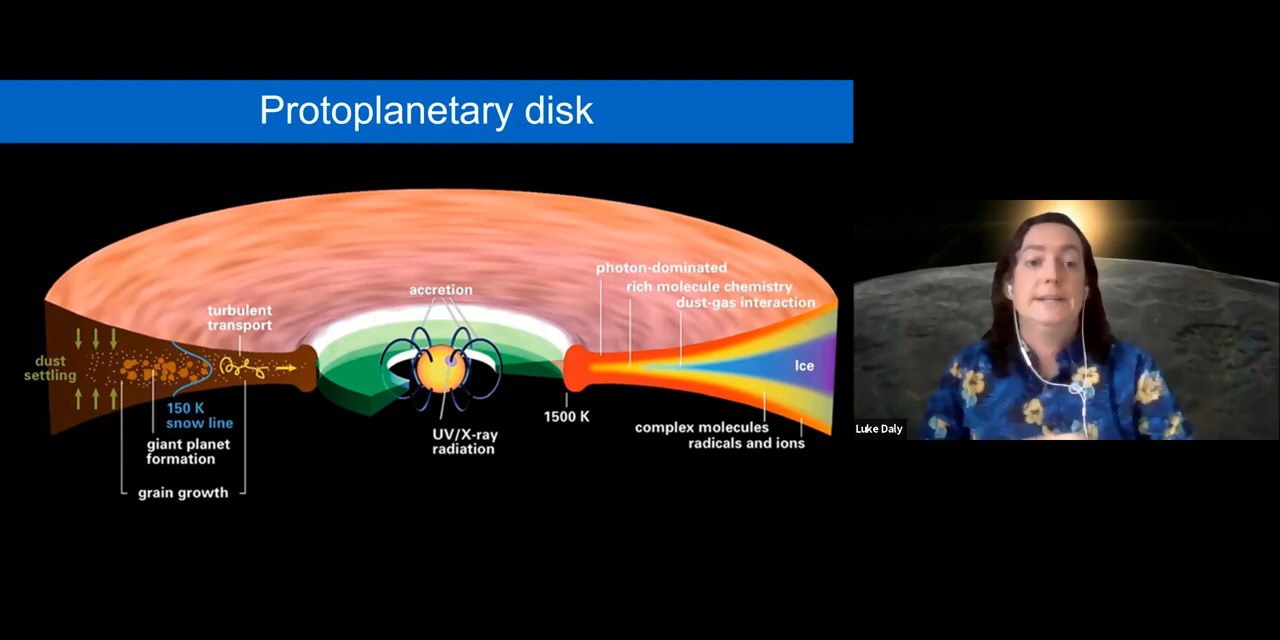 Protoplanetary disk
photon-dominated
rich molecule chemistry
dust-gas interaction
accretion
turbulent
transport
dust
settling
Ice
150 K
snow line
1500 K
giant planet
formation
UV/X-ray
radiation
complex molecules
radicals and ions
grain growth
Luke Daly